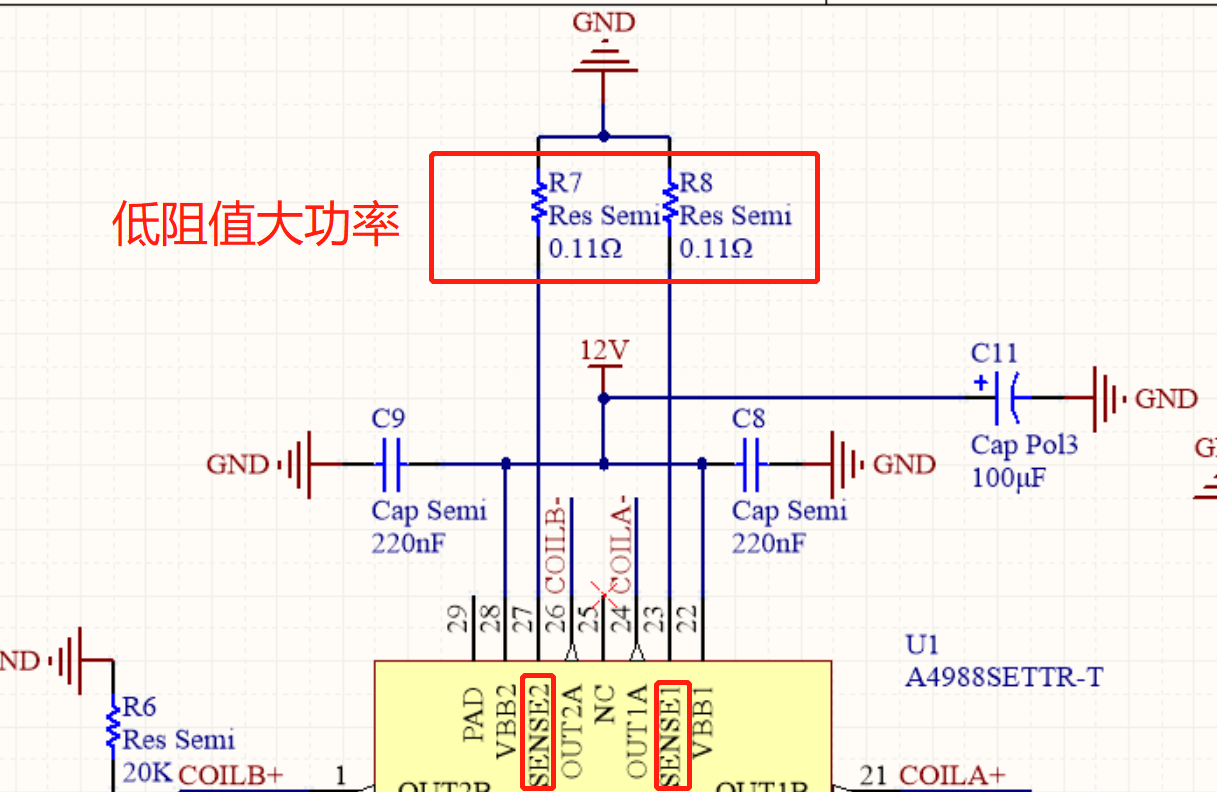 GND
R7
Res Semi
0.11Ω
R8
Res Semi
0.11Ω
低阻值大功率
12V
C11
GND
Cap Pol3
100μF
C9
GND
Cap Semi
220nF
C8
GND
Cap Semi
220nF
COILB-
COILA-
29
28
27
26
25
24
23
22
U1
A4988SETTR-T
PAD
VBB2
SENSE2
OUT2A
NC
OUT1A
SENSE1
VBB1
ND
R6
Res Semi
20K
COILB+
1
OUT2B
OUT1B
21
COILA+